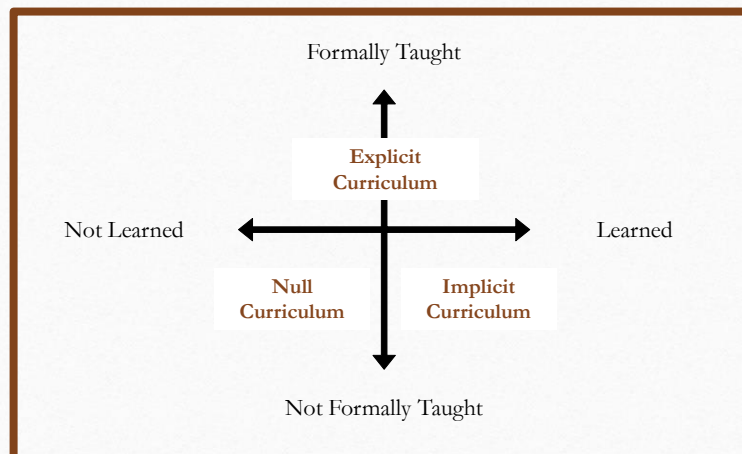 Formally Taught
Explicit
Curriculum
Not Learned
Learned
Null
Curriculum
Implicit
Curriculum
Not Formally Taught